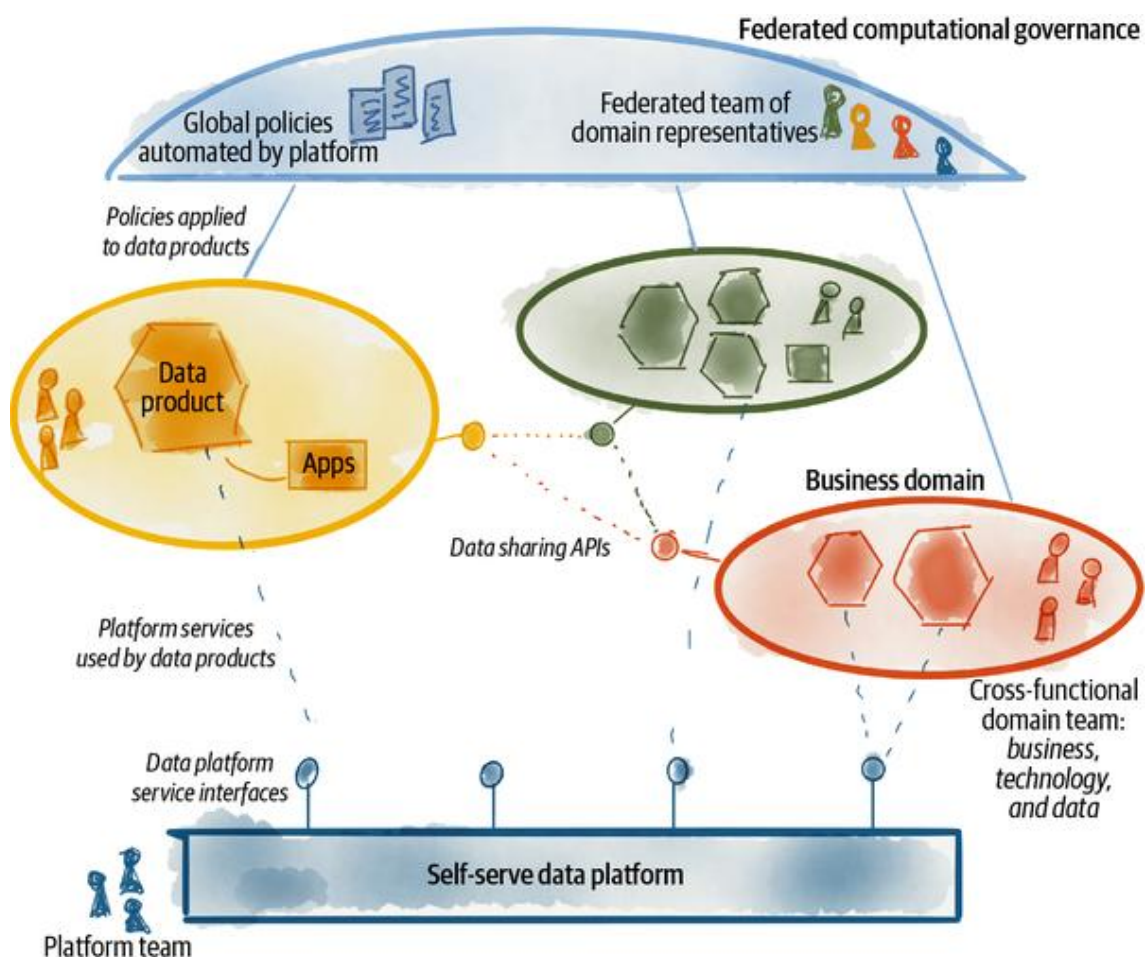 Federated computational governance
Global policies
automated by platform
Federated team of
domain representatives
Policies applied
to data products
Data
product
Apps
Business domain
Data sharing APIs
Platform services
used by data products
Cross-functional
domain team:
business,
technology,
and data
Data platform
service interfaces
Self-serve data platform
Platform team